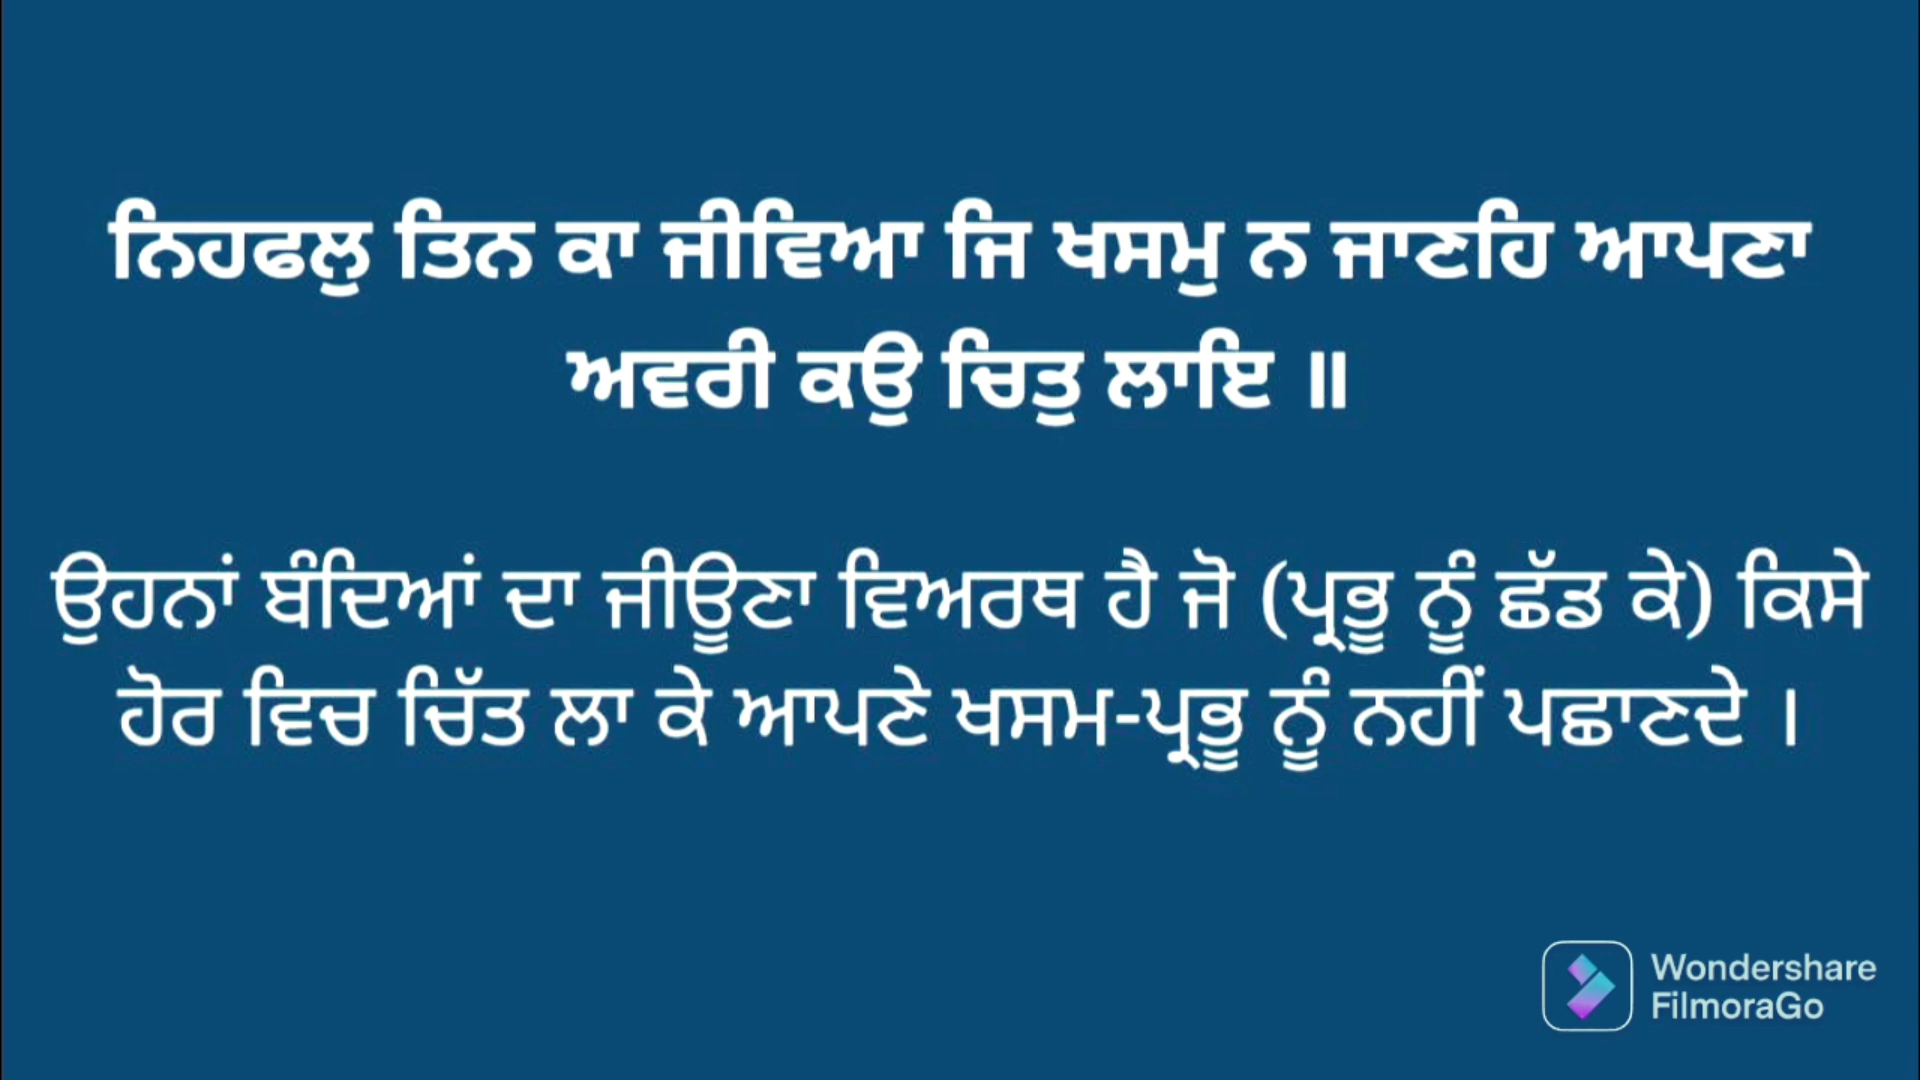 ਨਿਹਫਲੁ ਤਿਨ ਕਾ ਜੀਵਿਆ ਜਿ ਖਸਮੁ ਨ ਜਾਣਹਿ ਆਪਣਾ
ਅਵਰੀ ਕਉ ਚਿਤੁ ਲਾਇ ॥
ਉਹਨਾਂ ਬੰਦਿਆਂ ਦਾ ਜੀਊਣਾ ਵਿਅਰਥ ਹੈ ਜੋ (ਪ੍ਰਭੂ ਨੂੰ ਛੱਡ ਕੇ) ਕਿਸੇ
ਹੋਰ ਵਿਚ ਚਿੱਤ ਲਾ ਕੇ ਆਪਣੇ ਖਸਮ-ਪ੍ਰਭੂ ਨੂੰ ਨਹੀਂ ਪਛਾਣਦੇ ।
Wondershare
FilmoraGo